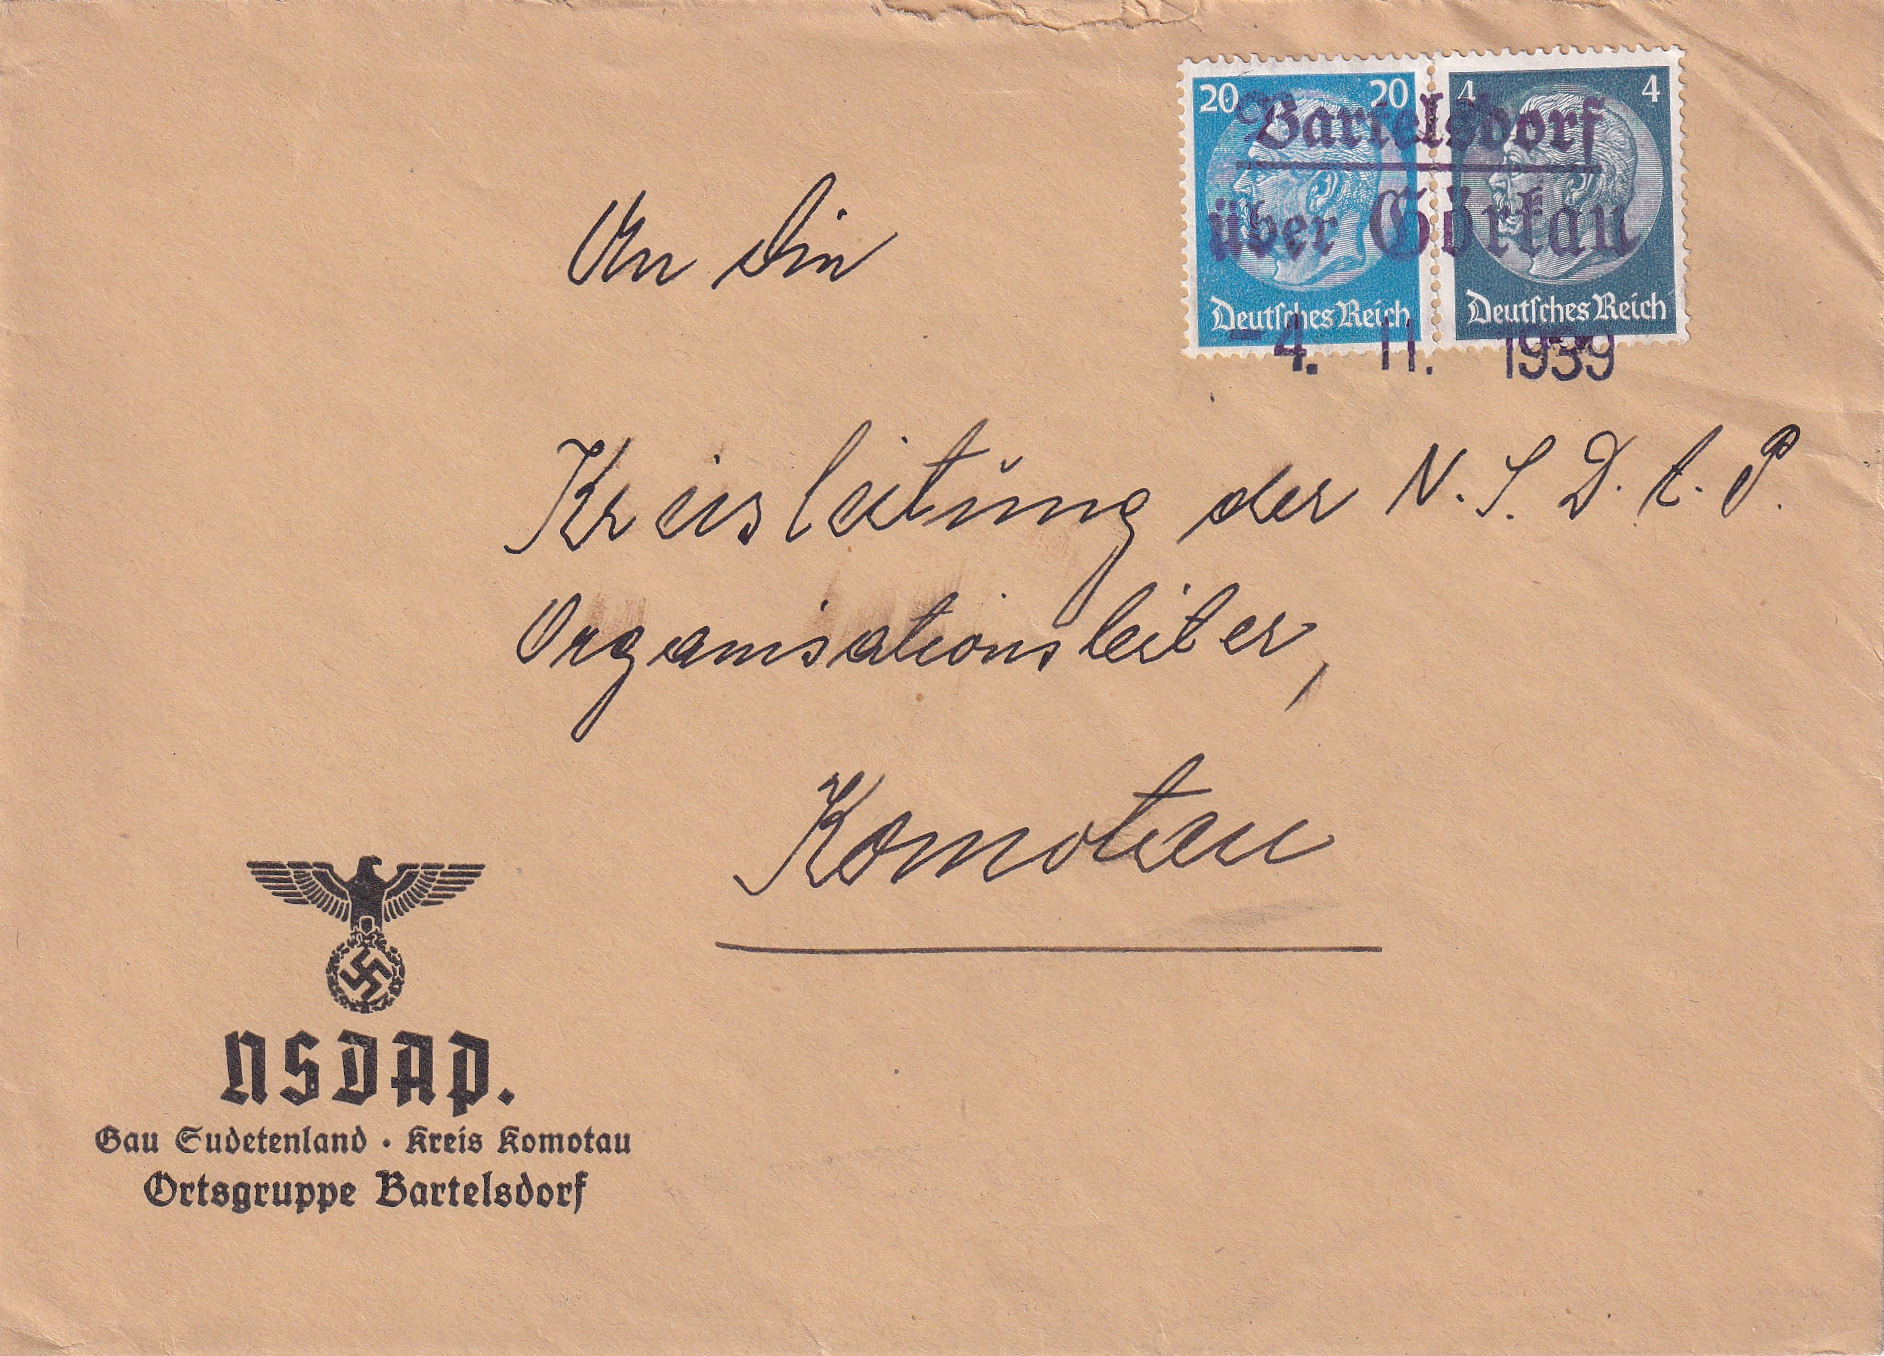 20 20 4 4
Bartelsdorf
über Görkau
Deutsches Reich Deutsches Reich
-4. 11. 1939
An die
Kreisleitung der N.S.D.A.P.
Organisationsleiter,
Komotau
NSDAP.
Gau Sudetenland · Kreis Komotau
Ortsgruppe Bartelsdorf